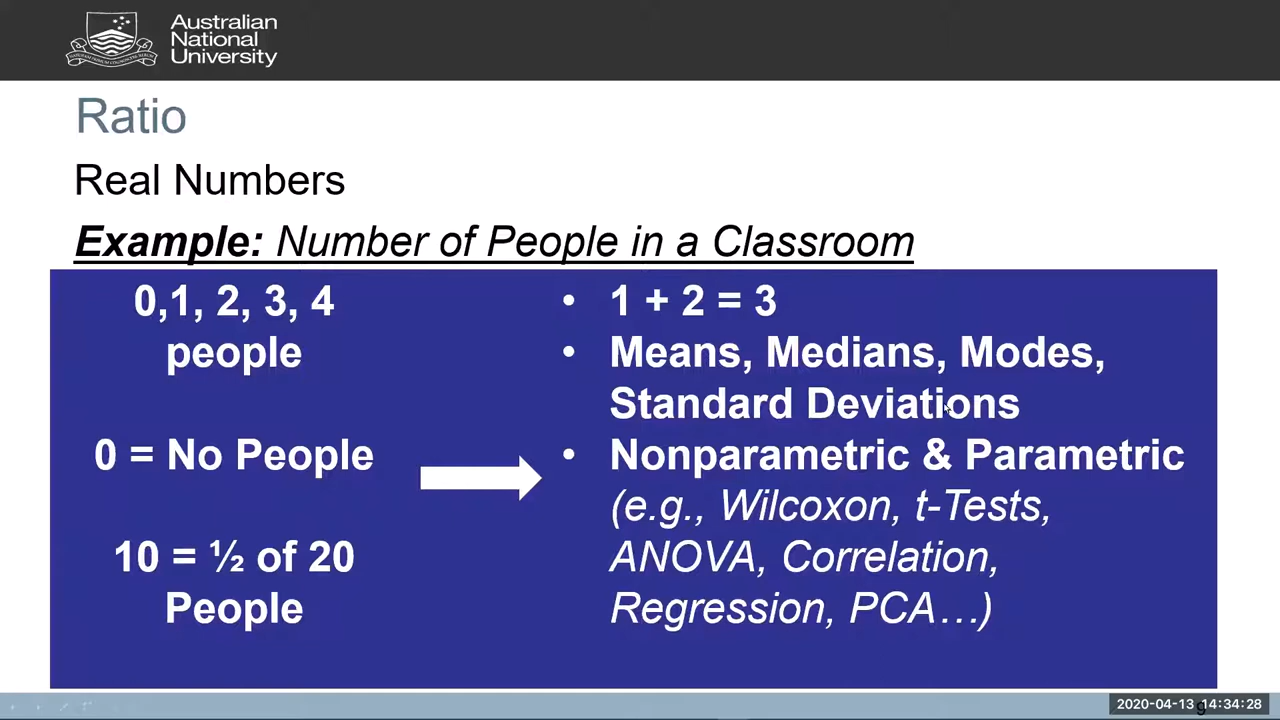 Australian
National
University
Ratio
Real Numbers
Example: Number of People in a Classroom
0,1, 2, 3, 4
people
0 = No People
10 = ½ of 20
People
• 1 + 2 = 3
• Means, Medians, Modes,
Standard Deviations
• Nonparametric & Parametric
(e.g., Wilcoxon, t-Tests,
ANOVA, Correlation,
Regression, PCA…)
2020-04-13 14:34:28